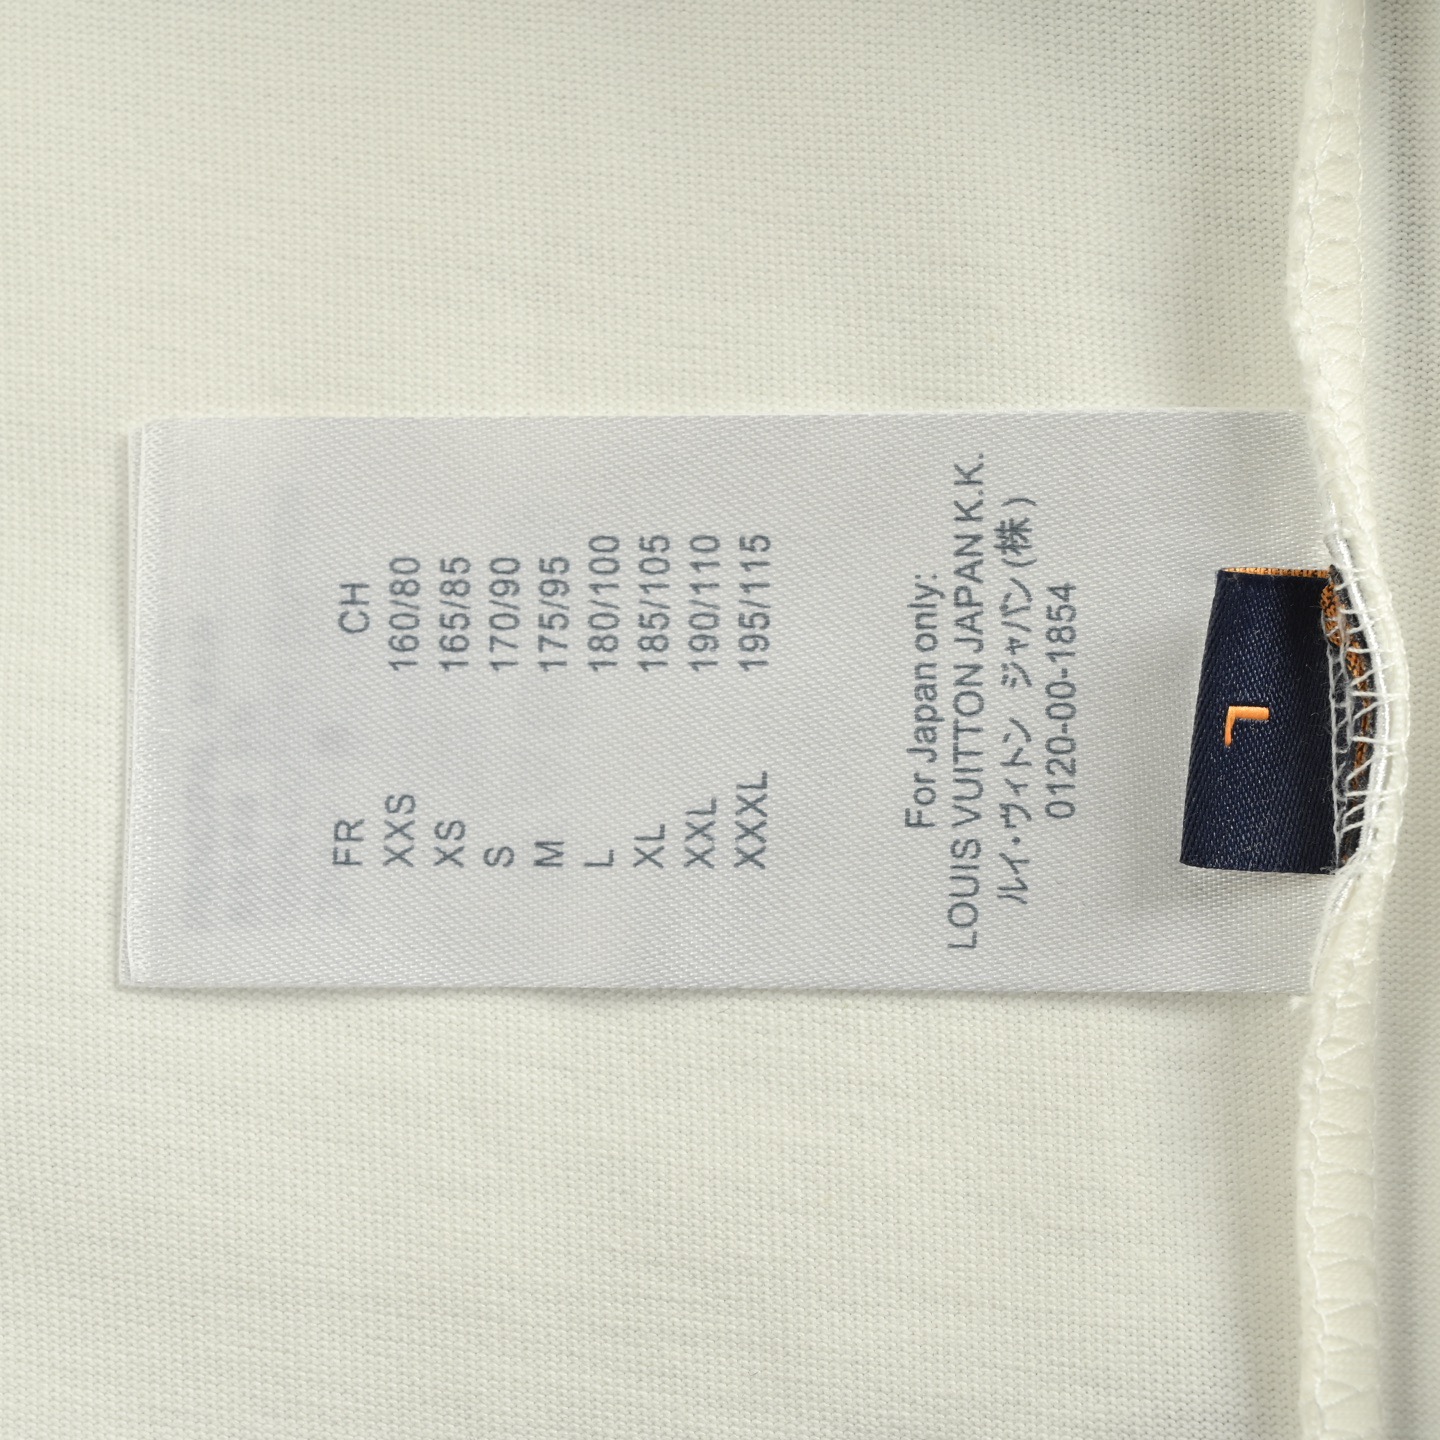 FR CH
XXS 160/80
XS 165/85
S 170/90
M 175/95
L 180/100
XL 185/105
XXL 190/110
XXXL 195/115
For Japan only:
LOUIS VUITTON JAPAN K.K.
ルイ・ヴィトン ジャパン (株)
0120-00-1854
L